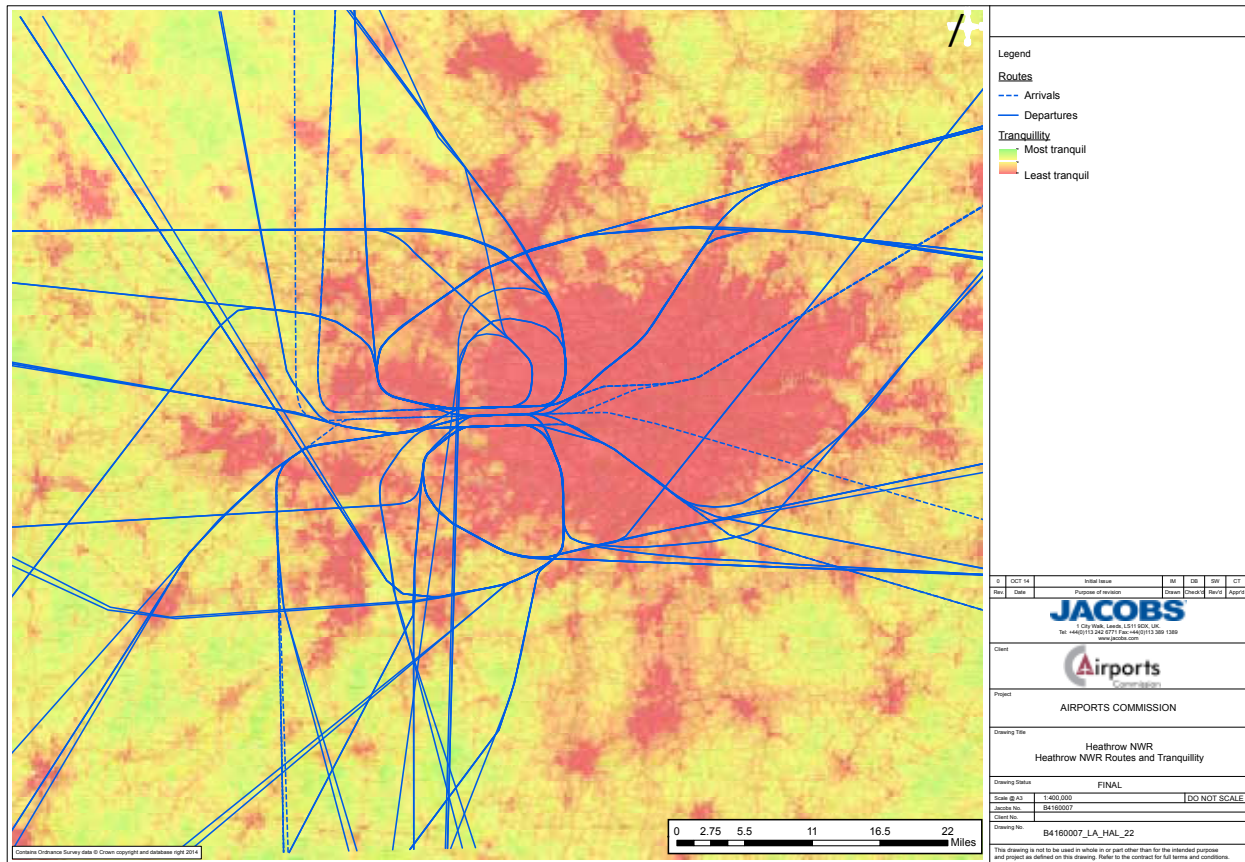 Legend
Routes
Arrivals
Departures
Tranquillity
Most tranquil
Least tranquil
0 OCT 14 Initial Issue IM DB SW CT
Rev. Date Purpose of revision Drawn Check'd Rev'd Appr'd
JACOBS
1 City Walk, Leeds, LS11 9DX, UK.
Tel: +44(0)113 242 6771 Fax:+44(0)113 389 1389
www.jacobs.com
Client
Airports
Commission
Project
AIRPORTS COMMISSION
Drawing Title
Heathrow NWR
Heathrow NWR Routes and Tranquillity
Drawing Status FINAL
Scale @ A3 1:400,000 DO NOT SCALE
Jacobs No. B4160007
Client No.
Drawing No. B4160007_LA_HAL_22
This drawing is not to be used in whole in or part other than for the intended purpose
and project as defined on this drawing. Refer to the contract for full terms and conditions.
0 2.75 5.5 11 16.5 22
Miles
Contains Ordnance Survey data © Crown copyright and database right 2014